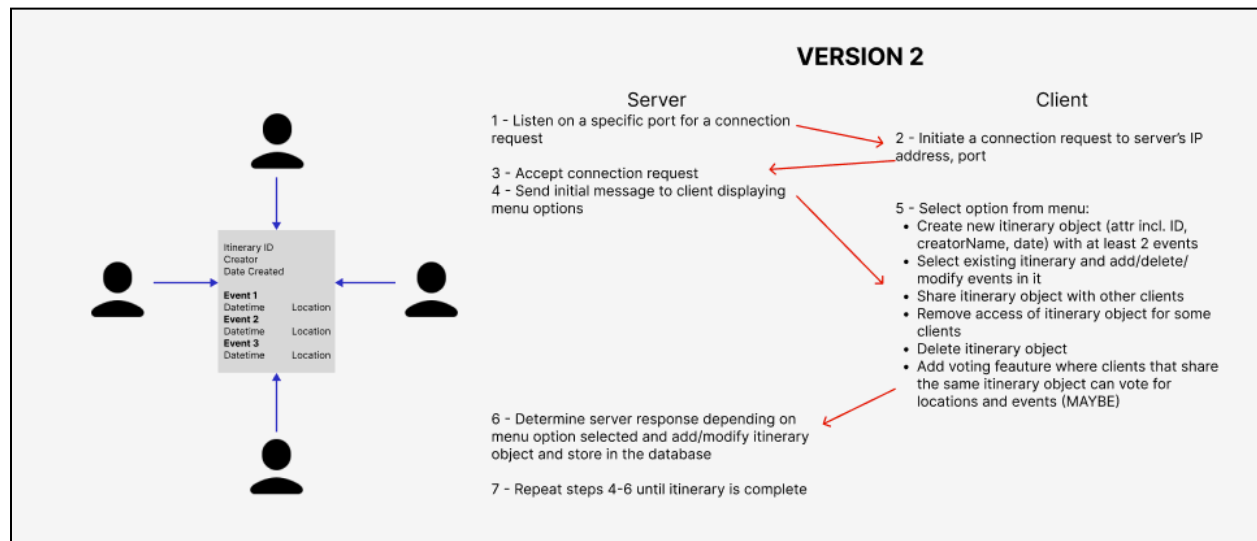 VERSION 2
Itinerary ID
Creator
Date Created
Event 1
Datetime Location
Event 2
Datetime Location
Event 3
Datetime Location
Server
1 - Listen on a specific port for a connection
request
3 - Accept connection request
4 - Send initial message to client displaying
menu options
6 - Determine server response depending on
menu option selected and add/modify itinerary
object and store in the database
7 - Repeat steps 4-6 until itinerary is complete
Client
2 - Initiate a connection request to server's IP
address, port
5 - Select option from menu:
• Create new itinerary object (attr incl. ID,
creatorName, date) with at least 2 events
• Select existing itinerary and add/delete/
modify events in it
• Share itinerary object with other clients
• Remove access of itinerary object for some
clients
• Delete itinerary object
• Add voting feauture where clients that share
the same itinerary object can vote for
locations and events (MAYBE)